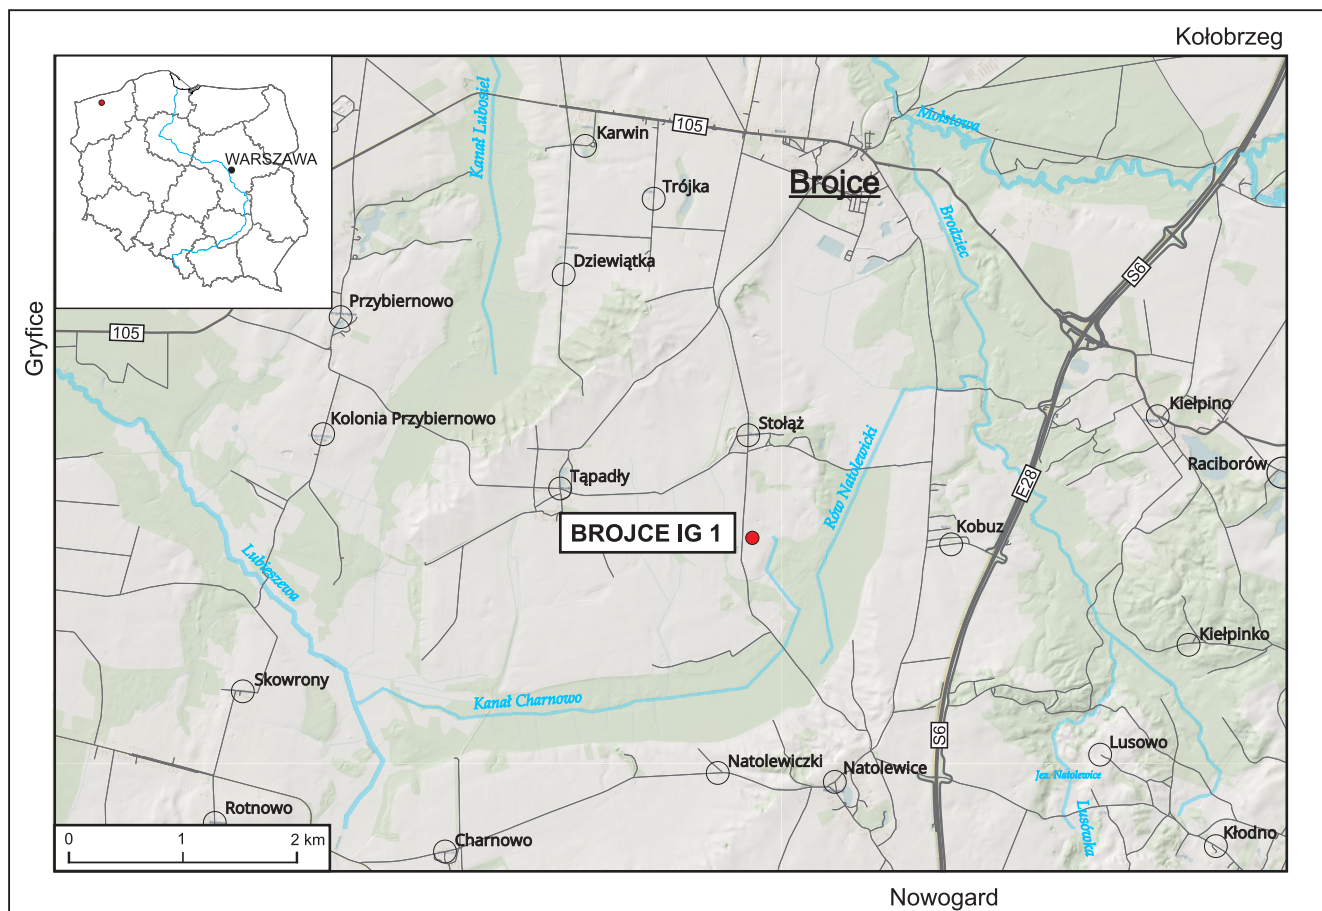 Kołobrzeg
Kanał Lubosiel
105
Karwin
Mołstowa
WARSZAWA
Trójka
Brojce
Brodziec
Dziewiątka
S6
Przybiernowo
105
Gryfice
Kolonia Przybiernowo
Stołąż
Kiełpino
Raciborów
Rów Natolewicki
Tąpadły
E28
BROJCE IG 1
Kobuz
Lubieszewa
Kiełpinko
Skowrony
Kanał Charnowo
S6
Lusowo
Natolewiczki
Natolewice
Jez. Natolewice
Rotnowo
Lusówka
Kłodno
Charnowo
0 1 2 km
Nowogard